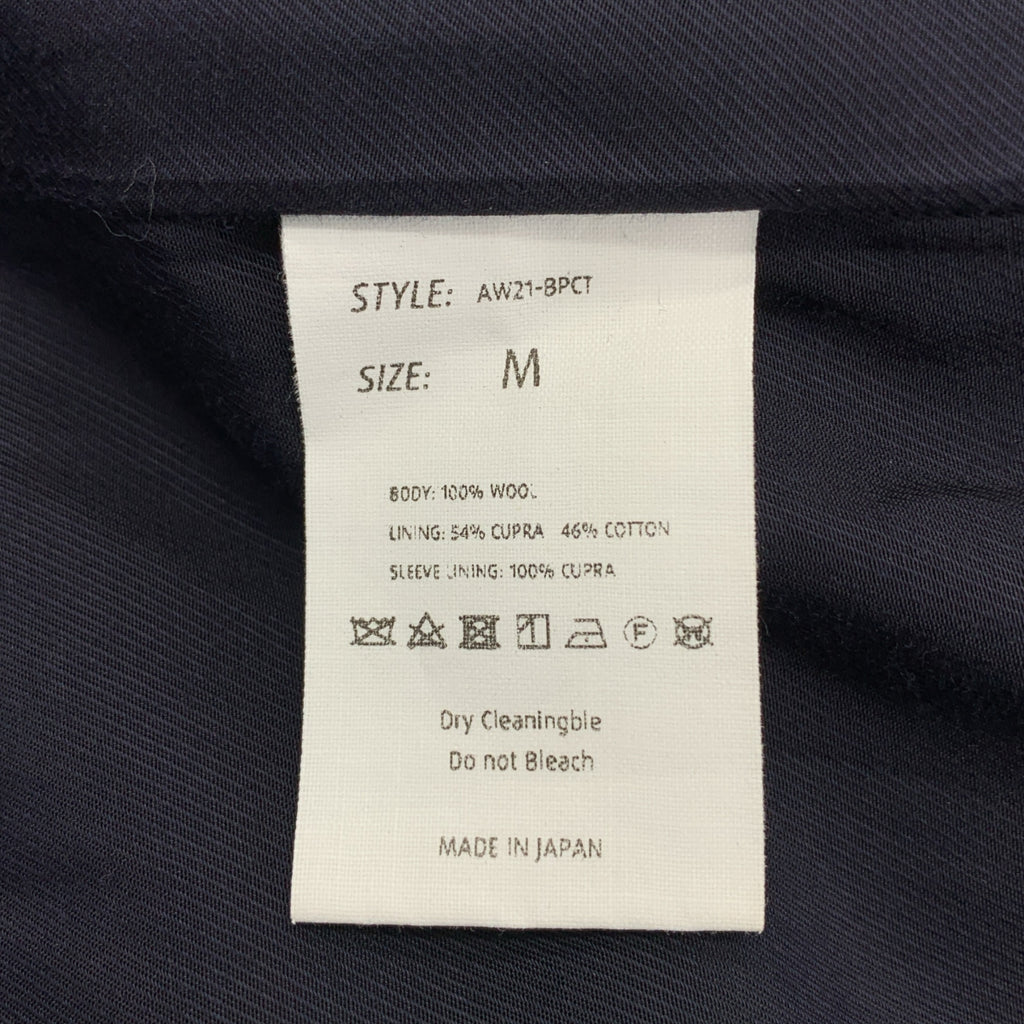 STYLE: AW21-BPCT
SIZE: M
BODY: 100% WOOL
LINING: 54% CUPRA 46% COTTON
SLEEVE LINING: 100% CUPRA
F W
Dry Cleaningble
Do not Bleach
MADE IN JAPAN